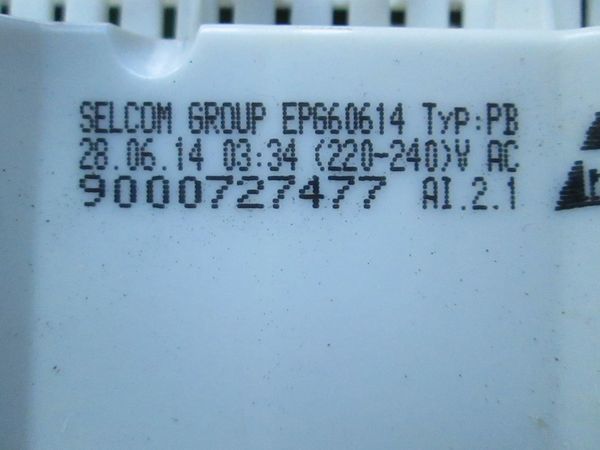 SELCOM GROUP EPG60614 Typ:PB
28.06.14 03:34 (220-240)V AC
9000727477 AI.2.1